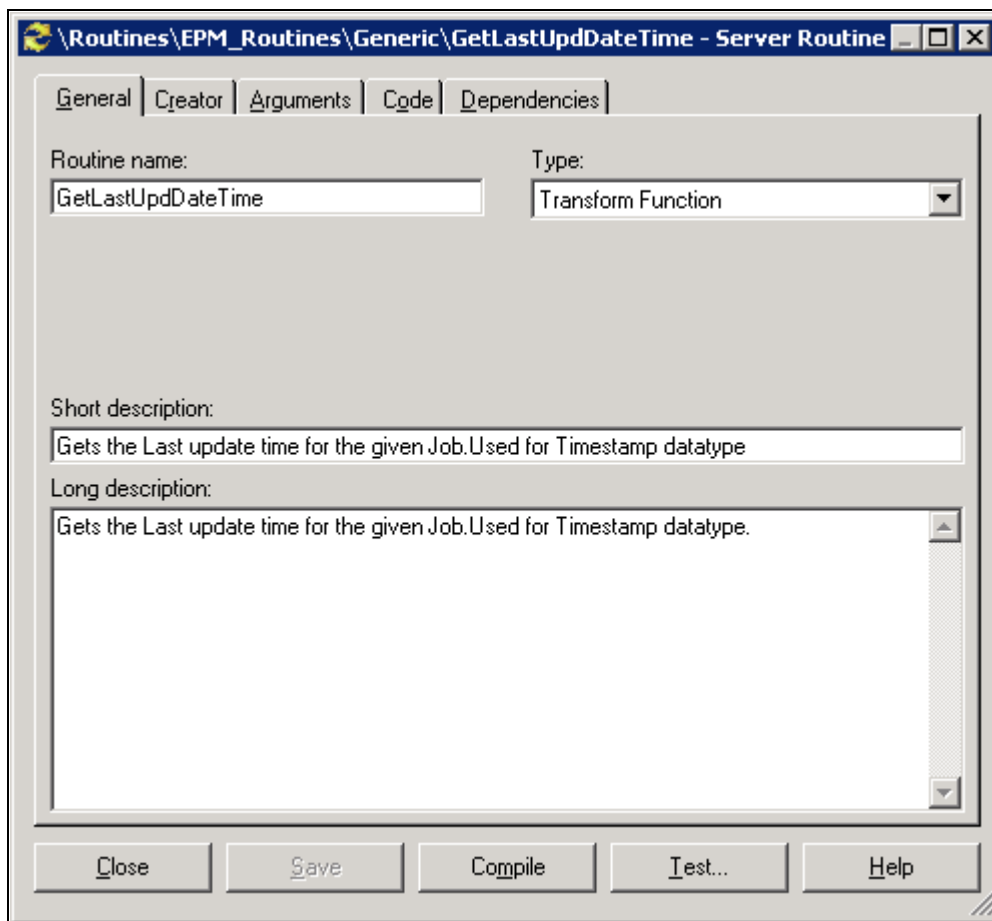 \Routines\EPM_Routines\Generic\GetLastUpdDateTime - Server Routine
General Creator Arguments Code Dependencies
Routine name: Type:
GetLastUpdDateTime Transform Function
Short description:
Gets the Last update time for the given Job.Used for Timestamp datatype
Long description:
Gets the Last update time for the given Job.Used for Timestamp datatype.
Close Save Compile Test... Help